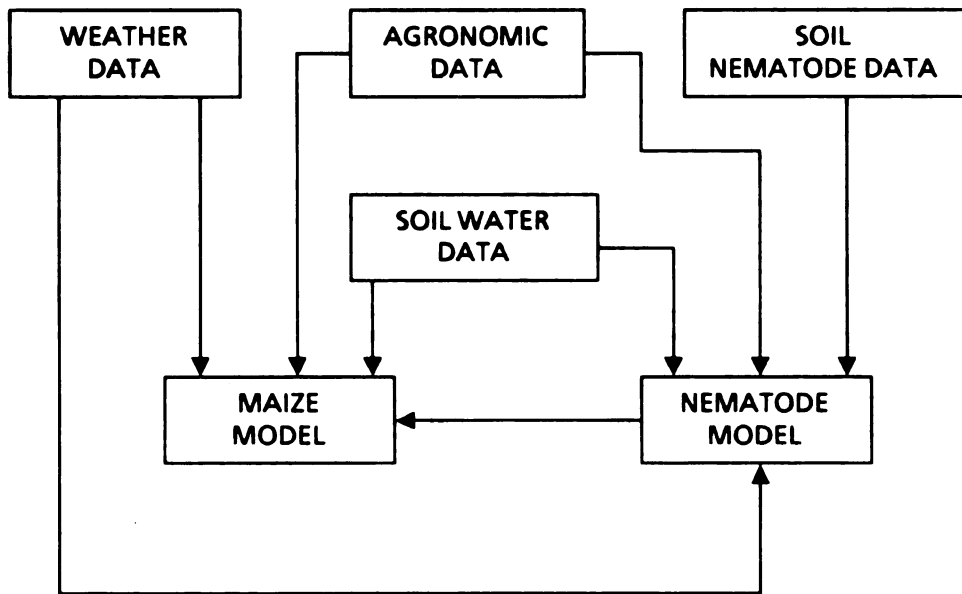 WEATHER
DATA
AGRONOMIC
DATA
SOIL
NEMATODE DATA
SOIL WATER
DATA
MAIZE
MODEL
NEMATODE
MODEL